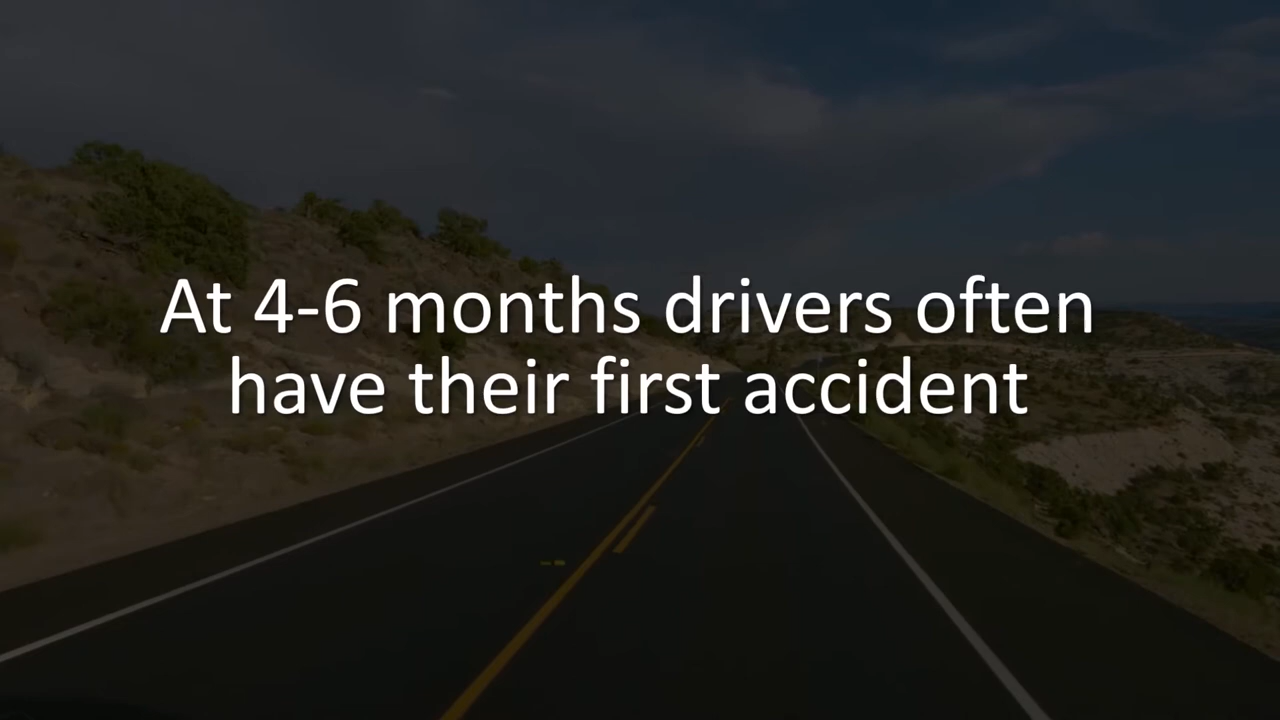 At 4-6 months drivers often
have their first accident